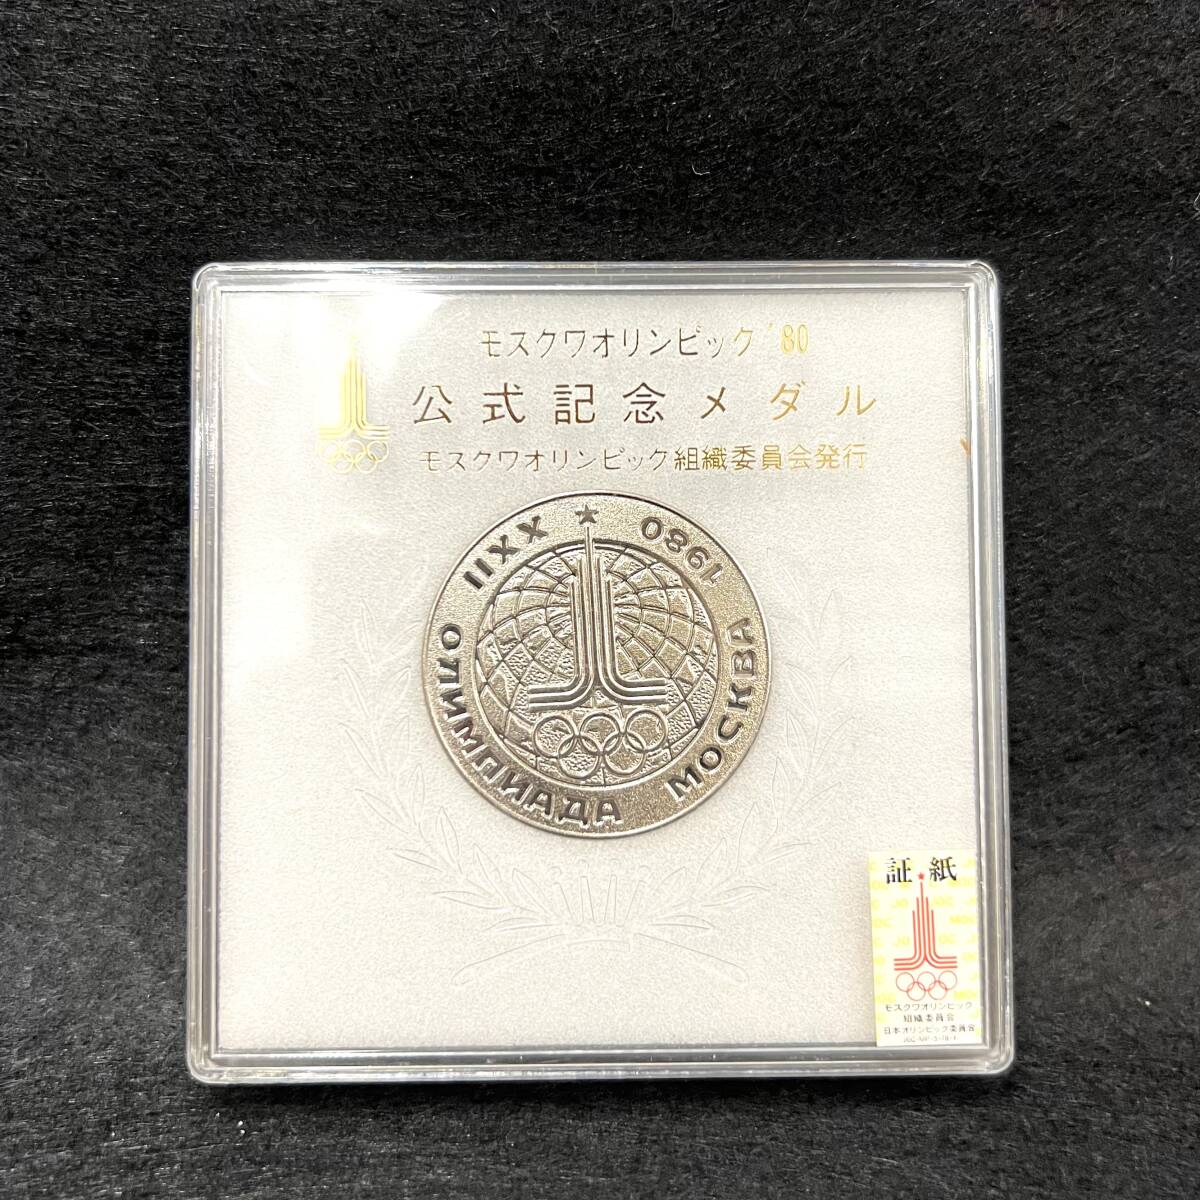 モスクワオリンピック '80
公式記念メダル
モスクワオリンピック組織委員会発行
XXII ★ 1980
ОЛИМПИАДА МОСКВА
証紙
モスクワオリンピック
組織委員会
日本オリンピック委員会